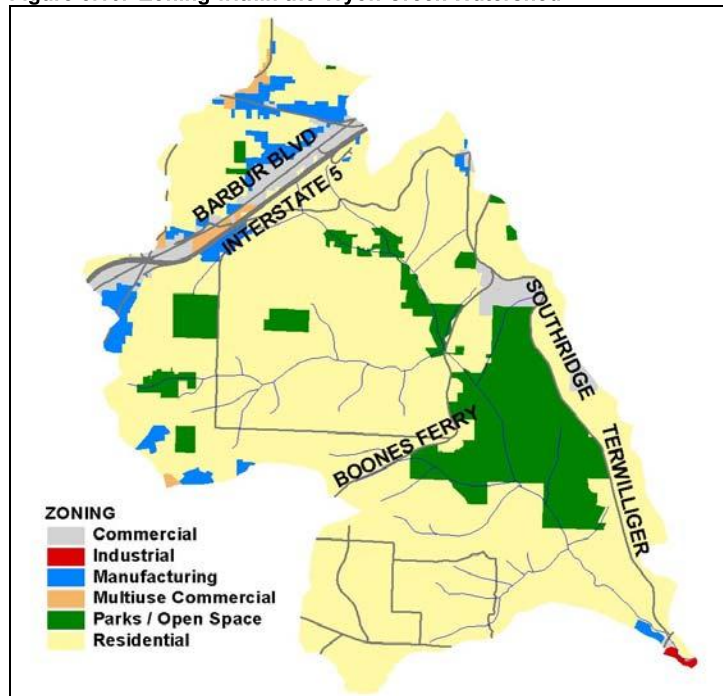 BARBUR BLVD
INTERSTATE 5
SOUTHRIDGE
BOONES FERRY
TERWILLIGER
ZONING
Commercial
Industrial
Manufacturing
Multiuse Commercial
Parks / Open Space
Residential